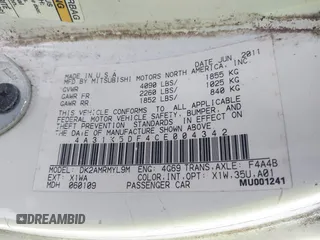 AIRBAG
DATE JUN, 2011
MADE IN U.S.A.
BY MITSUBISHI MOTORS NORTH AMERICA, INC.
GVWR 4090 LBS/ 1855 KG
GAWR FR 2260 LBS/ 1025 KG
GAWR RR 1852 LBS/ 840 KG
THIS VEHICLE CONFORMS TO ALL APPLICABLE
FEDERAL MOTOR VEHICLE SAFETY, BUMPER,
AND THEFT PREVENTION STANDARDS IN EFFECT
ON THE DATE OF MANUFACTURE SHOWN ABOVE.
4A31K5DF4CE004342
MODEL: DK2AMRMYL9M ENG: 4G69 TRANS.AXLE: F4A4B
EXT: X1WA COLOR,INT,OPT: X1W.35U.A01
MDH 060109 PASSENGER CAR MU001241
DREAMBID